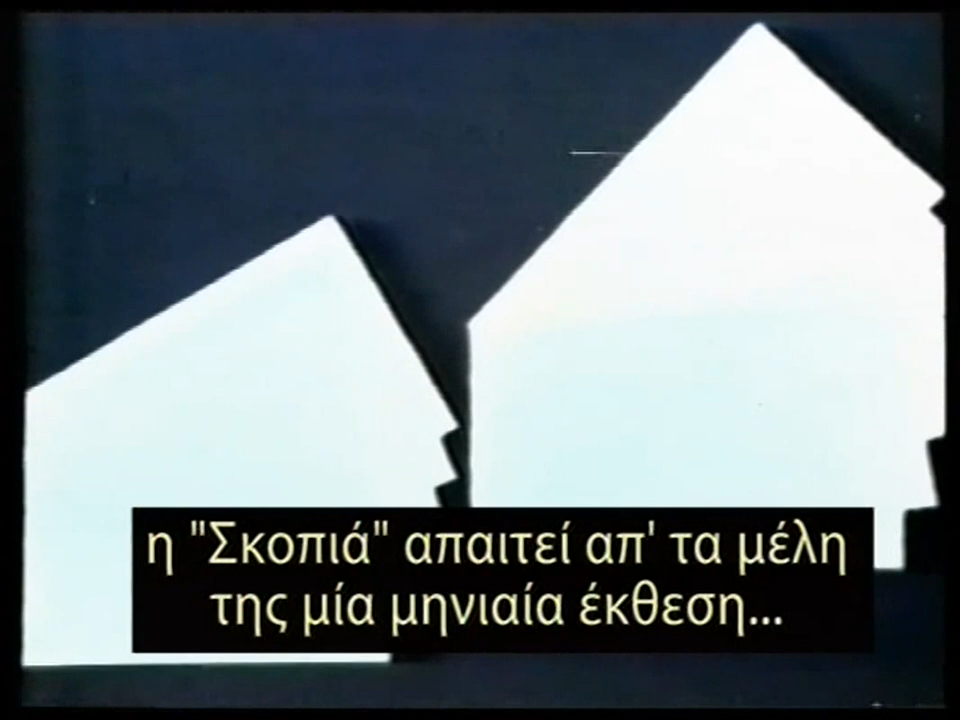 η "Σκοπιά" απαιτεί απ' τα μέλη
της μία μηνιαία έκθεση...